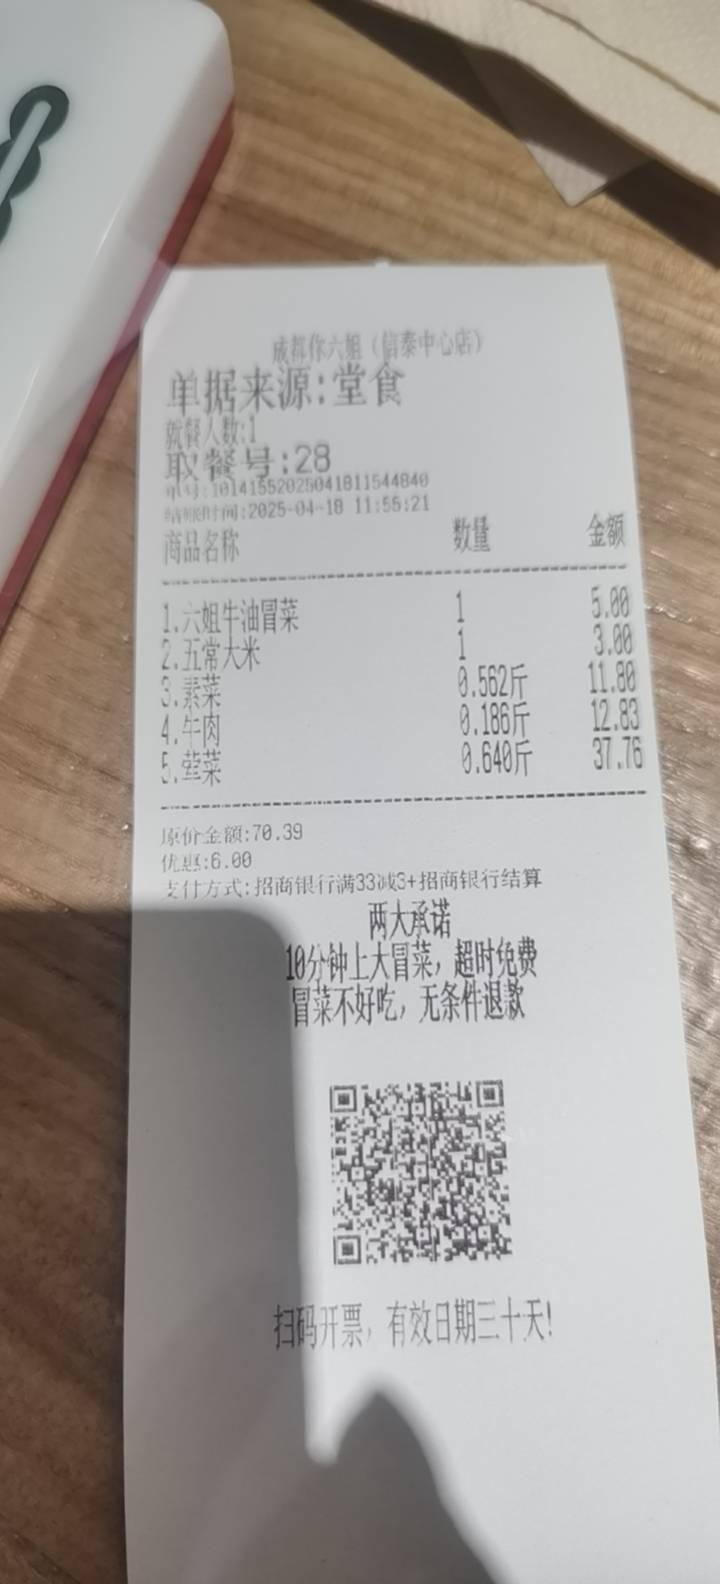 成都你六姐（信泰中心店）
单据来源:堂食
就餐人数:1
取餐号:28
单号:10141552025041811544840
结账时间:2025-04-18 11:55:21
商品名称 数量 金额
1.六姐牛油冒菜 1 5.00
2.五常大米 1 3.00
3.素菜 0.562斤 11.80
4.牛肉 0.186斤 12.83
5.荤菜 0.640斤 37.76
原价金额:70.39
优惠:6.00
支付方式:招商银行满33减3+招商银行结算
两大承诺
10分钟上大冒菜，超时免费
冒菜不好吃，无条件退款
扫码开票，有效日期三十天!